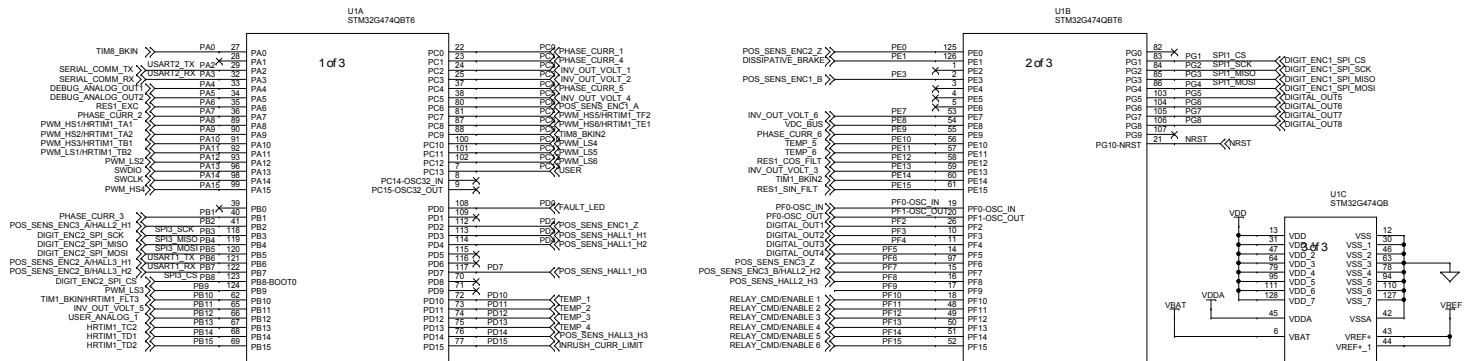 U1A
STM32G474QBT6
1 of 3
TIM8_BKIN PA0 27 PA0
28 PA1
SERIAL_COMM_TX PA2 USART2_TX 29 PA2
SERIAL_COMM_RX PA3 USART2_RX 32 PA3
DEBUG_ANALOG_OUT1 PA4 33 PA4
DEBUG_ANALOG_OUT2 PA5 34 PA5
RES1_EXC PA6 35 PA6
PHASE_CURR_2 PA7 36 PA7
PWM_HS1/HRTIM1_TA1 PA8 89 PA8
PWM_HS2/HRTIM1_TA2 PA9 90 PA9
PWM_HS3/HRTIM1_TB1 PA10 91 PA10
PWM_LS1/HRTIM1_TB2 PA11 92 PA11
PWM_LS2 PA12 93 PA12
SWDIO PA13 96 PA13
SWCLK PA14 98 PA14
PWM_HS4 PA15 99 PA15
39 PB0
PHASE_CURR_3 PB1 40 PB1
POS_SENS_ENC3_A/HALL2_H1 PB2 41 PB2
DIGIT_ENC2_SPI_SCK SPI3_SCK PB3 118 PB3
DIGIT_ENC2_SPI_MISO SPI3_MISO PB4 119 PB4
DIGIT_ENC2_SPI_MOSI SPI3_MOSI PB5 120 PB5
POS_SENS_ENC2_A/HALL3_H1 USART1_TX PB6 121 PB6
POS_SENS_ENC2_B/HALL3_H2 USART1_RX PB7 122 PB7
DIGIT_ENC2_SPI_CS SPI3_CS PB8 123 PB8-BOOT0
PWM_LS3 PB9 124 PB9
TIM1_BKIN/HRTIM1_FLT3 PB10 62 PB10
INV_OUT_VOLT_5 PB11 65 PB11
USER_ANALOG_1 PB12 66 PB12
HRTIM1_TC2 PB13 67 PB13
HRTIM1_TD1 PB14 68 PB14
HRTIM1_TD2 PB15 69 PB15
PC0 22 PC0 PHASE_CURR_1
PC1 23 PHASE_CURR_4
PC2 24 INV_OUT_VOLT_1
PC3 25 INV_OUT_VOLT_2
PC4 37 PHASE_CURR_5
PC5 38 INV_OUT_VOLT_4
PC6 80 POS_SENS_ENC1_A
PC7 81 PWM_HS5/HRTIM1_TF2
PC8 87 PWM_HS6/HRTIM1_TE1
PC9 88 TIM8_BKIN2
PC10 100 PWM_LS4
PC11 101 PWM_LS5
PC12 102 PWM_LS6
PC13 7 USER
PC14-OSC32_IN 8
PC15-OSC32_OUT 9
PD0 108 PD0 FAULT_LED
PD1 109
PD2 112 PD2 POS_SENS_ENC1_Z
PD3 113 POS_SENS_HALL1_H1
PD4 114 POS_SENS_HALL1_H2
PD5 115
PD6 116
PD7 117 PD7 POS_SENS_HALL1_H3
PD8 70
PD9 71
PD10 72 PD10 TEMP_1
PD11 73 PD11 TEMP_2
PD12 74 PD12 TEMP_3
PD13 75 PD13 TEMP_4
PD14 76 PD14 POS_SENS_HALL3_H3
PD15 77 PD15 INRUSH_CURR_LIMIT
U1B
STM32G474QBT6
2 of 3
POS_SENS_ENC2_Z PE0 125 PE0
DISSIPATIVE_BRAKE PE1 126 PE1
1 PE2
POS_SENS_ENC1_B PE3 2 PE3
3 PE4
4 PE5
5 PE6
INV_OUT_VOLT_6 PE7 53 PE7
VDC_BUS PE8 54 PE8
PHASE_CURR_6 PE9 55 PE9
TEMP_5 PE10 56 PE10
TEMP_6 PE11 57 PE11
RES1_COS_FILT PE12 58 PE12
INV_OUT_VOLT_3 PE13 59 PE13
TIM1_BKIN2 PE14 60 PE14
RES1_SIN_FILT PE15 61 PE15
PF0-OSC_IN PF0-OSC_IN 19 PF0-OSC_IN
PF0-OSC_OUT PF1-OSC_OUT 20 PF1-OSC_OUT
DIGITAL_OUT1 PF2 26 PF2
DIGITAL_OUT2 PF3 10 PF3
DIGITAL_OUT3 PF4 11 PF4
DIGITAL_OUT4 PF5 14 PF5
POS_SENS_ENC3_Z PF6 97 PF6
POS_SENS_ENC3_B/HALL2_H2 PF7 15 PF7
POS_SENS_HALL2_H3 PF8 16 PF8
PF9 17 PF9
RELAY_CMD/ENABLE 1 PF10 18 PF10
RELAY_CMD/ENABLE 2 PF11 48 PF11
RELAY_CMD/ENABLE 3 PF12 49 PF12
RELAY_CMD/ENABLE 4 PF13 50 PF13
RELAY_CMD/ENABLE 5 PF14 51 PF14
RELAY_CMD/ENABLE 6 PF15 52 PF15
PG0 82
PG1 83 PG1 SPI1_CS DIGIT_ENC1_SPI_CS
PG2 84 PG2 SPI1_SCK DIGIT_ENC1_SPI_SCK
PG3 85 PG3 SPI1_MISO DIGIT_ENC1_SPI_MISO
PG4 86 PG4 SPI1_MOSI DIGIT_ENC1_SPI_MOSI
PG5 103 PG5 DIGITAL_OUT5
PG6 104 PG6 DIGITAL_OUT6
PG7 105 PG7 DIGITAL_OUT7
PG8 106 PG8 DIGITAL_OUT8
PG9 107
PG10-NRST 21 NRST NRST
U1C
STM32G474QB
3 of 3
VDD
13 VDD VSS 12
31 VDD_1 VSS_1 30
47 VDD_2 VSS_2 46
64 VDD_3 VSS_3 63
79 VDD_4 VSS_4 78
95 VDD_5 VSS_5 94
111 VDD_6 VSS_6 110
128 VDD_7 VSS_7 127
VBAT VDDA VREF
45 VDDA VSSA 42
6 VBAT VREF+ 43
VREF+_1 44